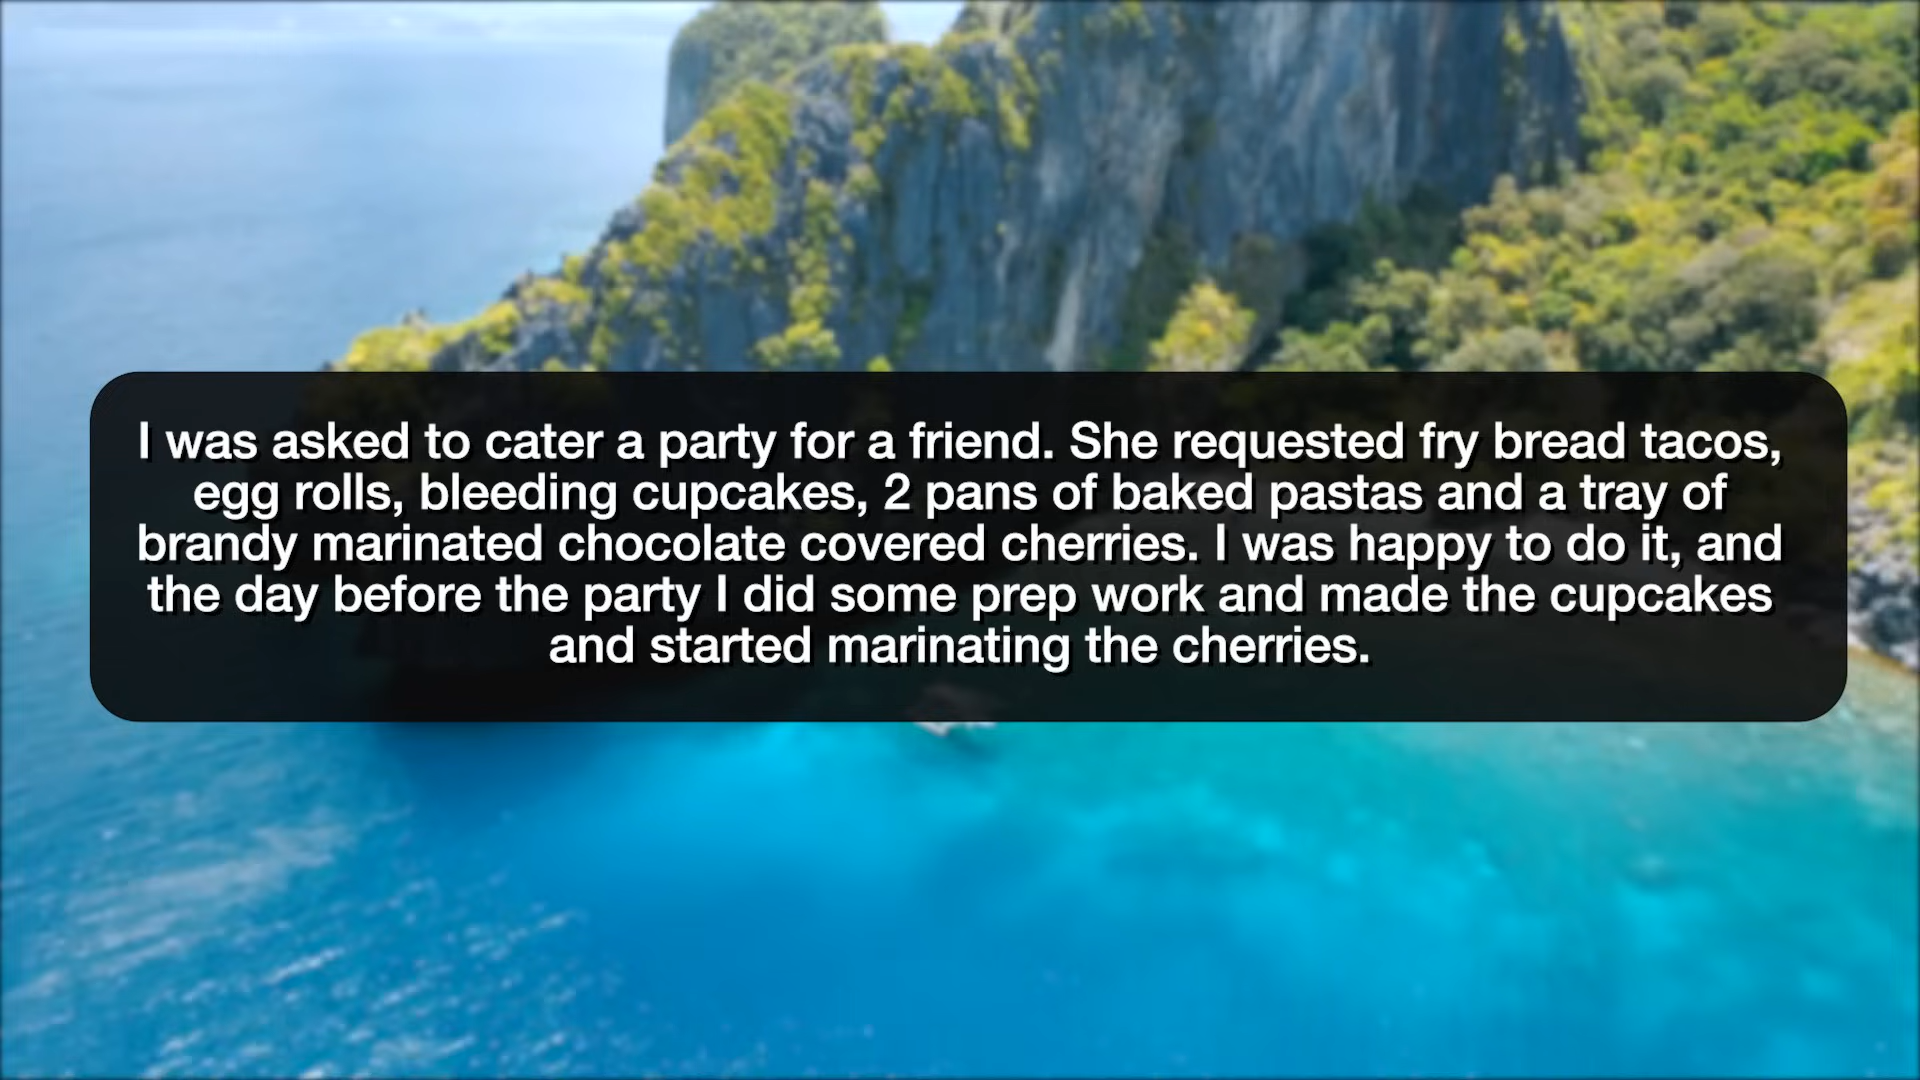 I was asked to cater a party for a friend. She requested fry bread tacos,
egg rolls, bleeding cupcakes, 2 pans of baked pastas and a tray of
brandy marinated chocolate covered cherries. I was happy to do it, and
the day before the party I did some prep work and made the cupcakes
and started marinating the cherries.